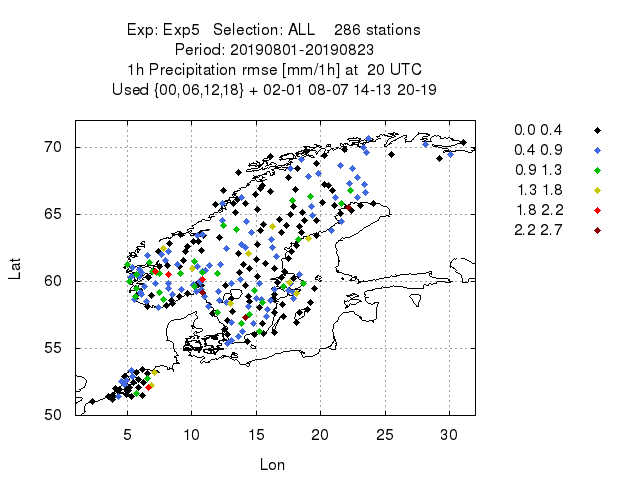 Exp: Exp5 Selection: ALL 286 stations
Period: 20190801-20190823
1h Precipitation rmse [mm/1h] at 20 UTC
Used {00,06,12,18} + 02-01 08-07 14-13 20-19
0.0 0.4
0.4 0.9
0.9 1.3
1.3 1.8
1.8 2.2
2.2 2.7
70
65
60
55
50
Lat
5 10 15 20 25 30
Lon